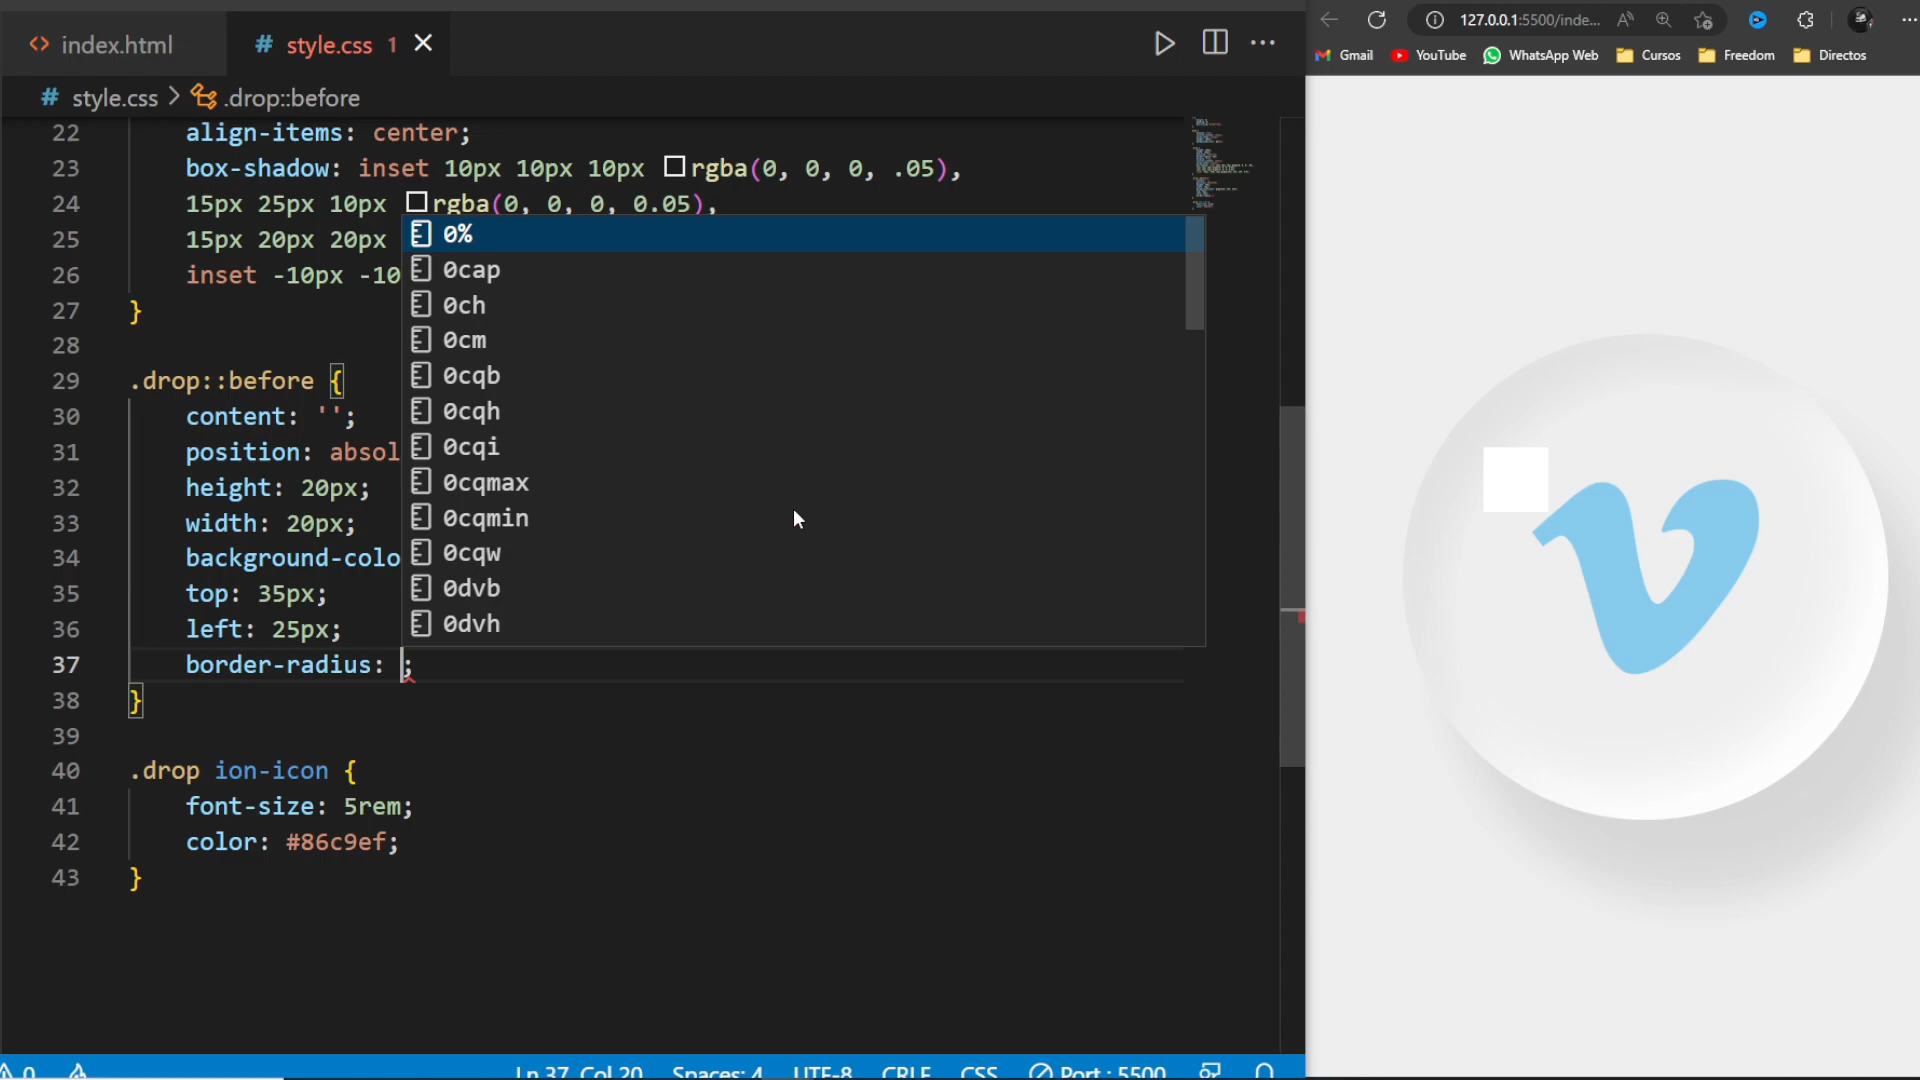 index.html
style.css 1
style.css > .drop::before
22 align-items: center;
23 box-shadow: inset 10px 10px 10px rgba(0, 0, 0, .05),
24 15px 25px 10px rgba(0, 0, 0, 0.05),
25 15px 20px 20px
26 inset -10px -10
27 }
28
29 .drop::before {
30 content: '';
31 position: absol
32 height: 20px;
33 width: 20px;
34 background-colo
35 top: 35px;
36 left: 25px;
37 border-radius: ;
38 }
39
40 .drop ion-icon {
41 font-size: 5rem;
42 color: #86c9ef;
43 }
0%
0cap
0ch
0cm
0cqb
0cqh
0cqi
0cqmax
0cqmin
0cqw
0dvb
0dvh
0 Ln 37, Col 20 Spaces: 4 UTF-8 CRLF CSS Port : 5500
127.0.0.1:5500/inde...
Gmail YouTube WhatsApp Web Cursos Freedom Directos